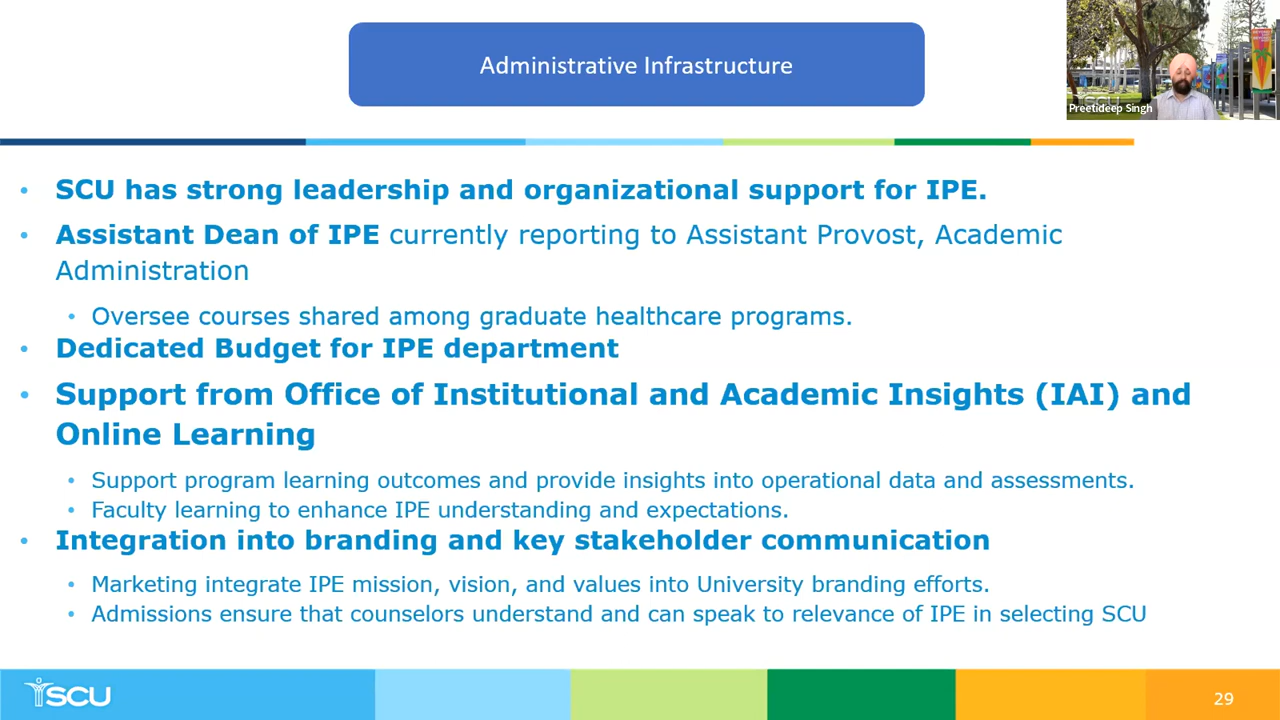 Administrative Infrastructure
SCU
Preetideep Singh
• SCU has strong leadership and organizational support for IPE.
• Assistant Dean of IPE currently reporting to Assistant Provost, Academic
Administration
• Oversee courses shared among graduate healthcare programs.
• Dedicated Budget for IPE department
• Support from Office of Institutional and Academic Insights (IAI) and
Online Learning
• Support program learning outcomes and provide insights into operational data and assessments.
• Faculty learning to enhance IPE understanding and expectations.
• Integration into branding and key stakeholder communication
• Marketing integrate IPE mission, vision, and values into University branding efforts.
• Admissions ensure that counselors understand and can speak to relevance of IPE in selecting SCU
SCU
29